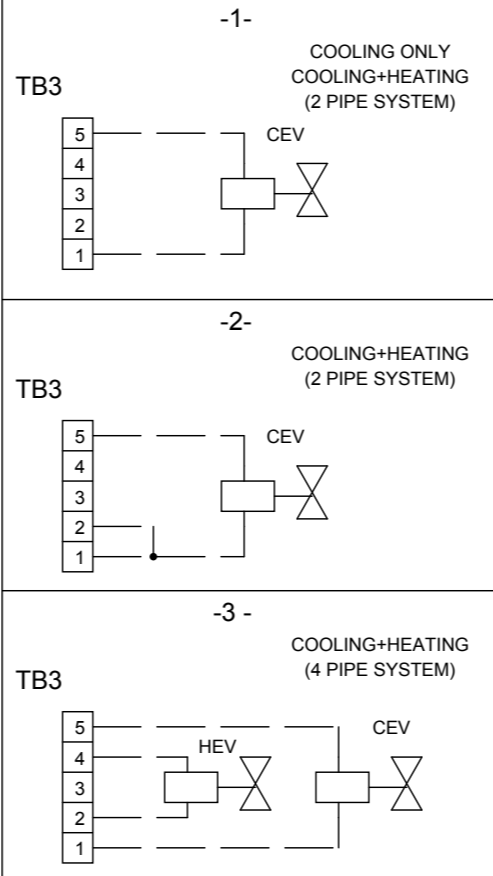 -1-
COOLING ONLY
COOLING+HEATING
(2 PIPE SYSTEM)
TB3
CEV
5
4
3
2
1
-2-
COOLING+HEATING
(2 PIPE SYSTEM)
TB3
CEV
5
4
3
2
1
-3 -
COOLING+HEATING
(4 PIPE SYSTEM)
TB3
CEV
HEV
5
4
3
2
1